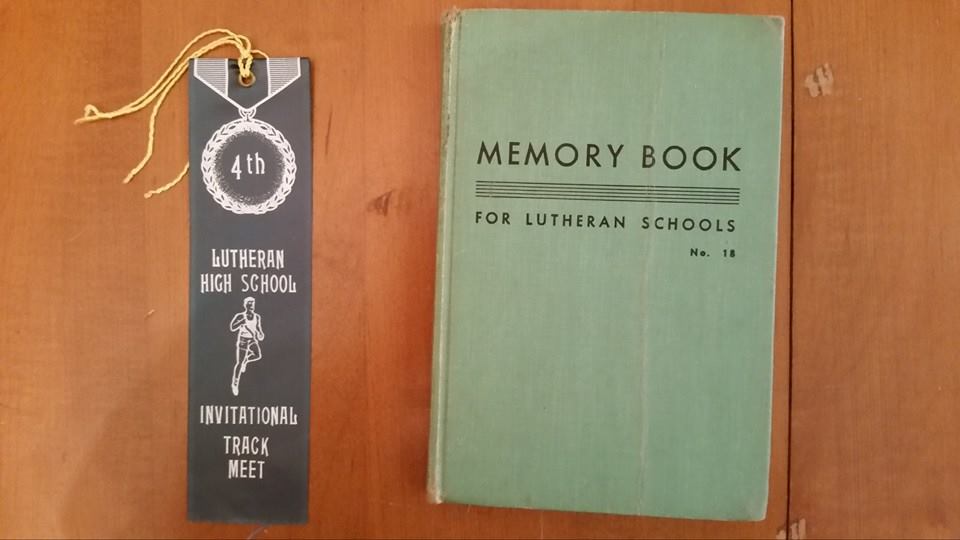 4th
LUTHERAN
HIGH SCHOOL
INVITATIONAL
TRACK
MEET
MEMORY BOOK
FOR LUTHERAN SCHOOLS
No. 18